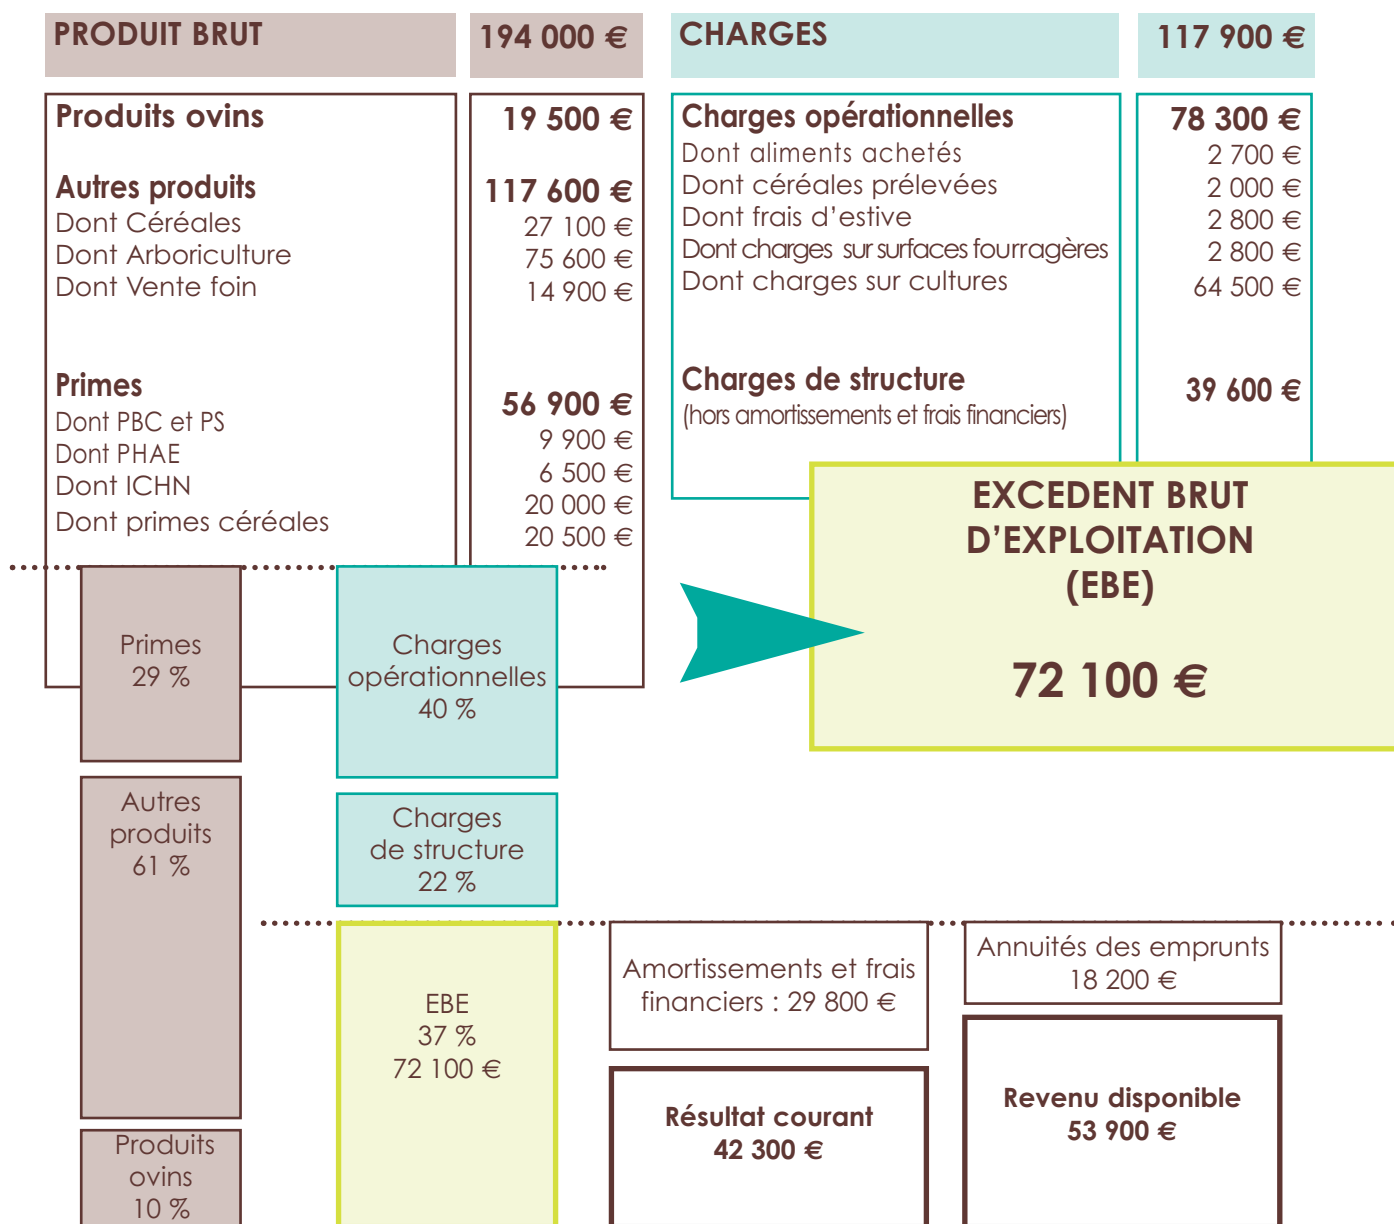 PRODUIT BRUT 194 000 €
Produits ovins 19 500 €
Autres produits 117 600 €
Dont Céréales 27 100 €
Dont Arboriculture 75 600 €
Dont Vente foin 14 900 €
Primes 56 900 €
Dont PBC et PS 9 900 €
Dont PHAE 6 500 €
Dont ICHN 20 000 €
Dont primes céréales 20 500 €
CHARGES 117 900 €
Charges opérationnelles 78 300 €
Dont aliments achetés 2 700 €
Dont céréales prélevées 2 000 €
Dont frais d’estive 2 800 €
Dont charges sur surfaces fourragères 2 800 €
Dont charges sur cultures 64 500 €
Charges de structure 39 600 €
(hors amortissements et frais financiers)
EXCEDENT BRUT
D’EXPLOITATION
(EBE)
72 100 €
Primes
29 %
Autres
produits
61 %
Produits
ovins
10 %
Charges
opérationnelles
40 %
Charges
de structure
22 %
EBE
37 %
72 100 €
Amortissements et frais
financiers : 29 800 €
Résultat courant
42 300 €
Annuités des emprunts
18 200 €
Revenu disponible
53 900 €